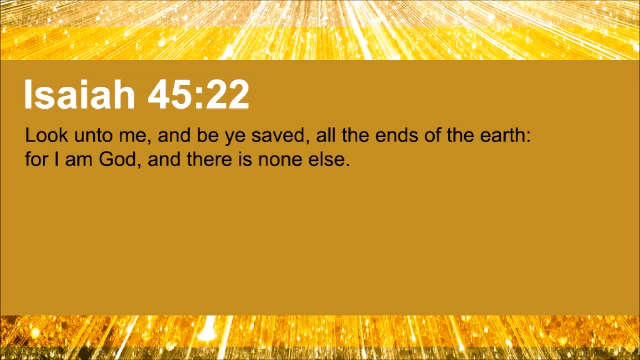 Isaiah 45:22
Look unto me, and be ye saved, all the ends of the earth:
for I am God, and there is none else.